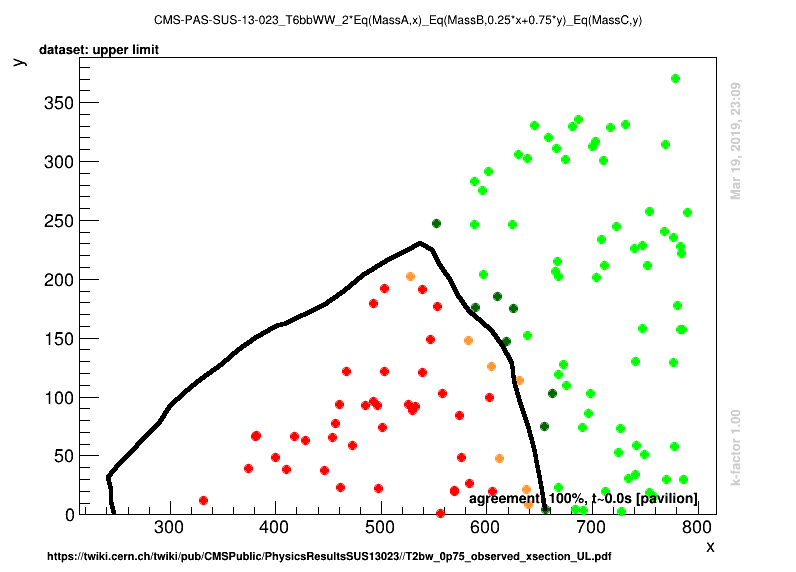 CMS-PAS-SUS-13-023_T6bbWW_2*Eq(MassA,x)_Eq(MassB,0.25*x+0.75*y)_Eq(MassC,y)
dataset: upper limit
y
350
300
250
200
150
100
50
0
300
400
500
600
700
800
x
Mar 19, 2019, 23:09
k-factor 1.00
agreement: 100%, t~0.0s [pavilion]
https://twiki.cern.ch/twiki/pub/CMSPublic/PhysicsResultsSUS13023//T2bw_0p75_observed_xsection_UL.pdf